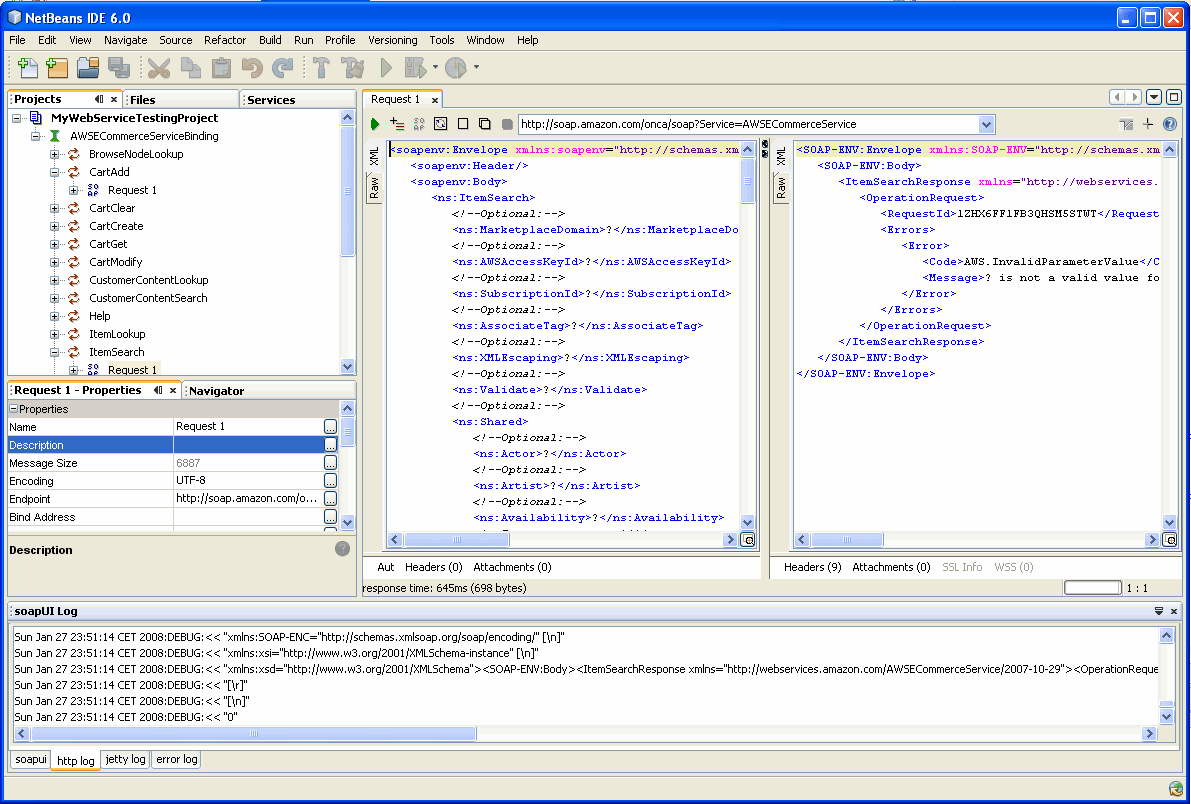 NetBeans IDE 6.0
File Edit View Navigate Source Refactor Build Run Profile Versioning Tools Window Help
Projects
Files
Services
MyWebServiceTestingProject
AWSECommerceServiceBinding
BrowseNodeLookup
CartAdd
Request 1
CartClear
CartCreate
CartGet
CartModify
CustomerContentLookup
CustomerContentSearch
Help
ItemLookup
ItemSearch
Request 1
Request 1 - Properties
Navigator
Properties
Name Request 1 ...
Description ...
Message Size 6887 ...
Encoding UTF-8 ...
Endpoint http://soap.amazon.com/o... ...
Bind Address ...
Description
Request 1
http://soap.amazon.com/onca/soap?Service=AWSECommerceService
XML
Raw
<soapenv:Envelope xmlns:soapenv="http://schemas.xm
<soapenv:Header/>
<soapenv:Body>
<ns:ItemSearch>
<!--Optional:-->
<ns:MarketplaceDomain>?</ns:MarketplaceDo
<!--Optional:-->
<ns:AWSAccessKeyId>?</ns:AWSAccessKeyId>
<!--Optional:-->
<ns:SubscriptionId>?</ns:SubscriptionId>
<!--Optional:-->
<ns:AssociateTag>?</ns:AssociateTag>
<!--Optional:-->
<ns:XMLEscaping>?</ns:XMLEscaping>
<!--Optional:-->
<ns:Validate>?</ns:Validate>
<!--Optional:-->
<ns:Shared>
<!--Optional:-->
<ns:Actor>?</ns:Actor>
<!--Optional:-->
<ns:Artist>?</ns:Artist>
<!--Optional:-->
<ns:Availability>?</ns:Availability>
Aut Headers (0) Attachments (0)
XML
Raw
<SOAP-ENV:Envelope xmlns:SOAP-ENV="http://schemas.xm
<SOAP-ENV:Body>
<ItemSearchResponse xmlns="http://webservices.
<OperationRequest>
<RequestId>1ZHX6FF1FB3QHSM5STWT</Request
<Errors>
<Error>
<Code>AWS.InvalidParameterValue</C
<Message>? is not a valid value fo
</Error>
</Errors>
</OperationRequest>
</ItemSearchResponse>
</SOAP-ENV:Body>
</SOAP-ENV:Envelope>
Headers (9) Attachments (0) SSL Info WSS (0)
response time: 645ms (698 bytes)
1 : 1
soapUI Log
Sun Jan 27 23:51:14 CET 2008:DEBUG:<< "xmlns:SOAP-ENC="http://schemas.xmlsoap.org/soap/encoding/" [\n]"
Sun Jan 27 23:51:14 CET 2008:DEBUG:<< "xmlns:xsi="http://www.w3.org/2001/XMLSchema-instance" [\n]"
Sun Jan 27 23:51:14 CET 2008:DEBUG:<< "xmlns:xsd="http://www.w3.org/2001/XMLSchema"><SOAP-ENV:Body><ItemSearchResponse xmlns="http://webservices.amazon.com/AWSECommerceService/2007-10-29"><OperationReque
Sun Jan 27 23:51:14 CET 2008:DEBUG:<< "[\r]"
Sun Jan 27 23:51:14 CET 2008:DEBUG:<< "[\n]"
Sun Jan 27 23:51:14 CET 2008:DEBUG:<< "0"
soapui
http log
jetty log
error log